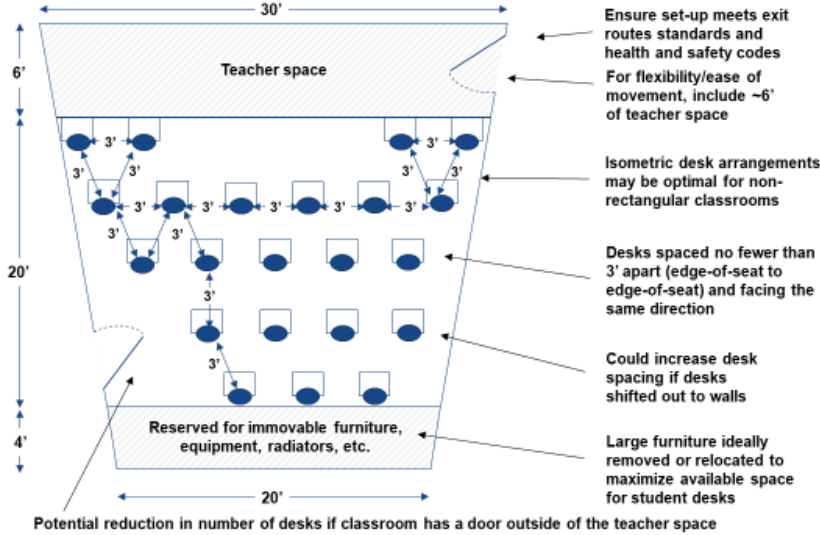 30'
Ensure set-up meets exit
routes standards and
health and safety codes
6'
Teacher space
For flexibility/ease of
movement, include ~6'
of teacher space
3'
3'
3'
3'
3'
3'
Isometric desk arrangements
may be optimal for non-
rectangular classrooms
3'
3'
3'
3'
3'
3'
3'
Desks spaced no fewer than
3' apart (edge-of-seat to
edge-of-seat) and facing the
same direction
20'
3'
3'
Could increase desk
spacing if desks
shifted out to walls
4'
Reserved for immovable furniture,
equipment, radiators, etc.
Large furniture ideally
removed or relocated to
maximize available space
for student desks
20'
Potential reduction in number of desks if classroom has a door outside of the teacher space